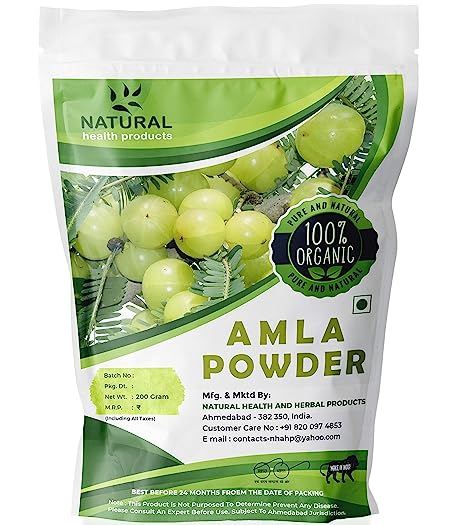 NATURAL
health products
PURE AND NATURAL
100%
ORGANIC
PURE AND NATURAL
AMLA
POWDER
Batch No :
Pkg. Dt. :
Net Wt. : 200 Gram
M.R.P. : ₹
(Including All Taxes)
Mfg. & Mktd By:
NATURAL HEALTH AND HERBAL PRODUCTS
Ahmedabad - 382 350, India.
Customer Care No : +91 820 097 4853
E mail : contacts-nhahp@yahoo.com
MAKE IN INDIA
BEST BEFORE 24 MONTHS FROEM THE DATE OF PACKING
Note : This Product is Not Purposed To Determine Prevent Any Disease.
Please Consult An Expert Before Use. Subject To Ahmedabad Jurisdiction.